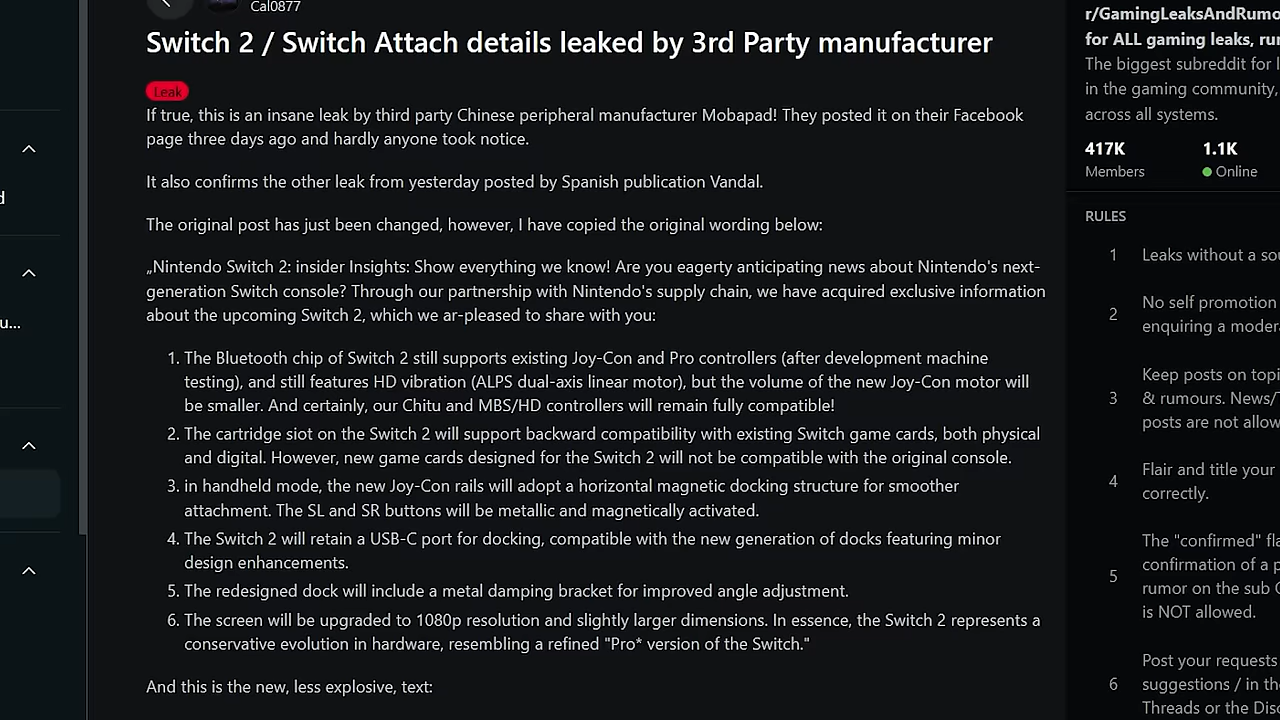 Cal0877
Switch 2 / Switch Attach details leaked by 3rd Party manufacturer
Leak
If true, this is an insane leak by third party Chinese peripheral manufacturer Mobapad! They posted it on their Facebook
page three days ago and hardly anyone took notice.
It also confirms the other leak from yesterday posted by Spanish publication Vandal.
The original post has just been changed, however, I have copied the original wording below:
„Nintendo Switch 2: insider Insights: Show everything we know! Are you eagerty anticipating news about Nintendo's next-
generation Switch console? Through our partnership with Nintendo's supply chain, we have acquired exclusive information
about the upcoming Switch 2, which we ar-pleased to share with you:
1. The Bluetooth chip of Switch 2 still supports existing Joy-Con and Pro controllers (after development machine
testing), and still features HD vibration (ALPS dual-axis linear motor), but the volume of the new Joy-Con motor will
be smaller. And certainly, our Chitu and MBS/HD controllers will remain fully compatible!
2. The cartridge siot on the Switch 2 will support backward compatibility with existing Switch game cards, both physical
and digital. However, new game cards designed for the Switch 2 will not be compatible with the original console.
3. in handheld mode, the new Joy-Con rails will adopt a horizontal magnetic docking structure for smoother
attachment. The SL and SR buttons will be metallic and magnetically activated.
4. The Switch 2 will retain a USB-C port for docking, compatible with the new generation of docks featuring minor
design enhancements.
5. The redesigned dock will include a metal damping bracket for improved angle adjustment.
6. The screen will be upgraded to 1080p resolution and slightly larger dimensions. In essence, the Switch 2 represents a
conservative evolution in hardware, resembling a refined "Pro* version of the Switch."
And this is the new, less explosive, text:
d
u...
r/GamingLeaksAndRumo
for ALL gaming leaks, ru
The biggest subreddit for l
in the gaming community,
across all systems.
417K 1.1K
Members Online
RULES
1 Leaks without a so
2 No self promotion
enquiring a modera
3 Keep posts on topi
& rumours. News/T
posts are not allow
4 Flair and title your
correctly.
5 The "confirmed" fla
confirmation of a p
rumor on the sub
is NOT allowed.
6 Post your requests
suggestions / in the
Threads or the Disc